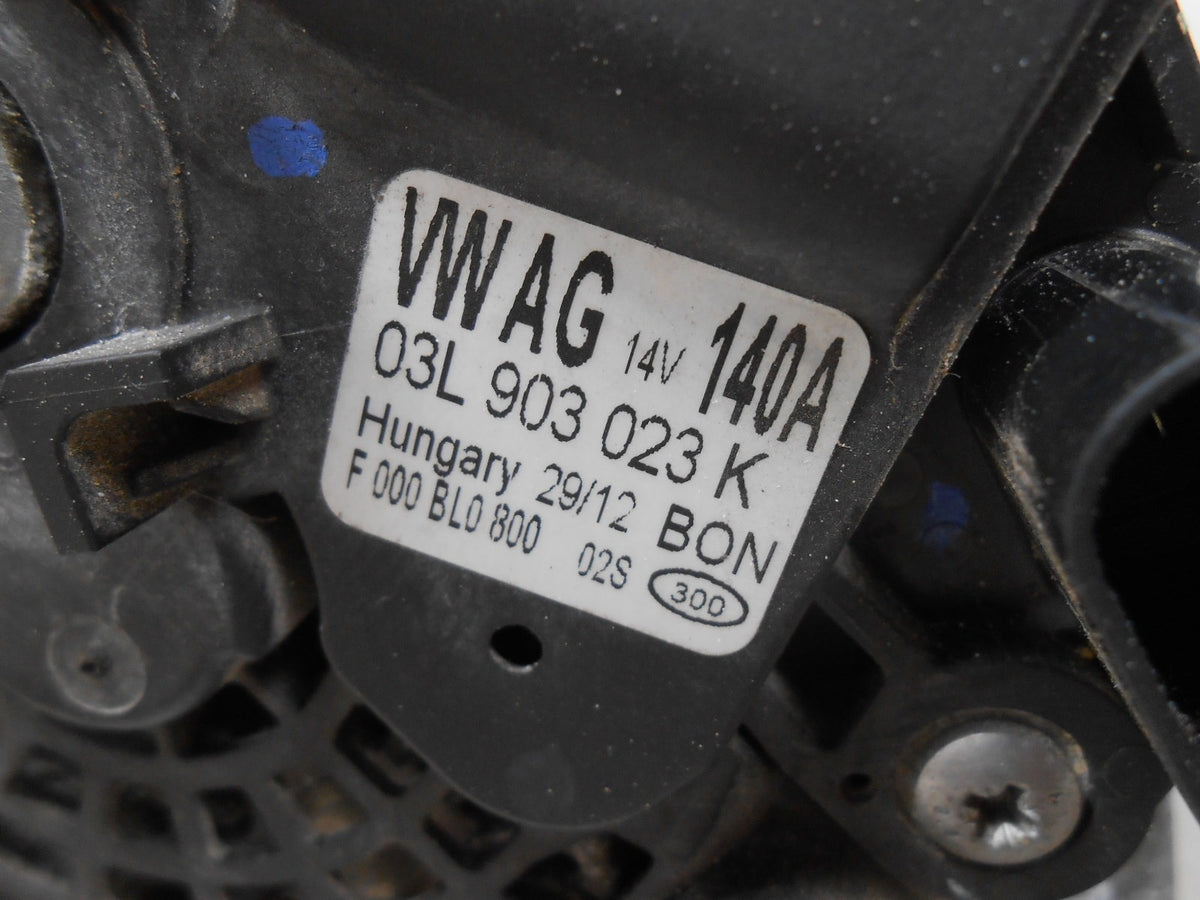 VW AG 14V 140A
03L 903 023 K
Hungary 29/12 BON
F 000 BL0 800 02S 300